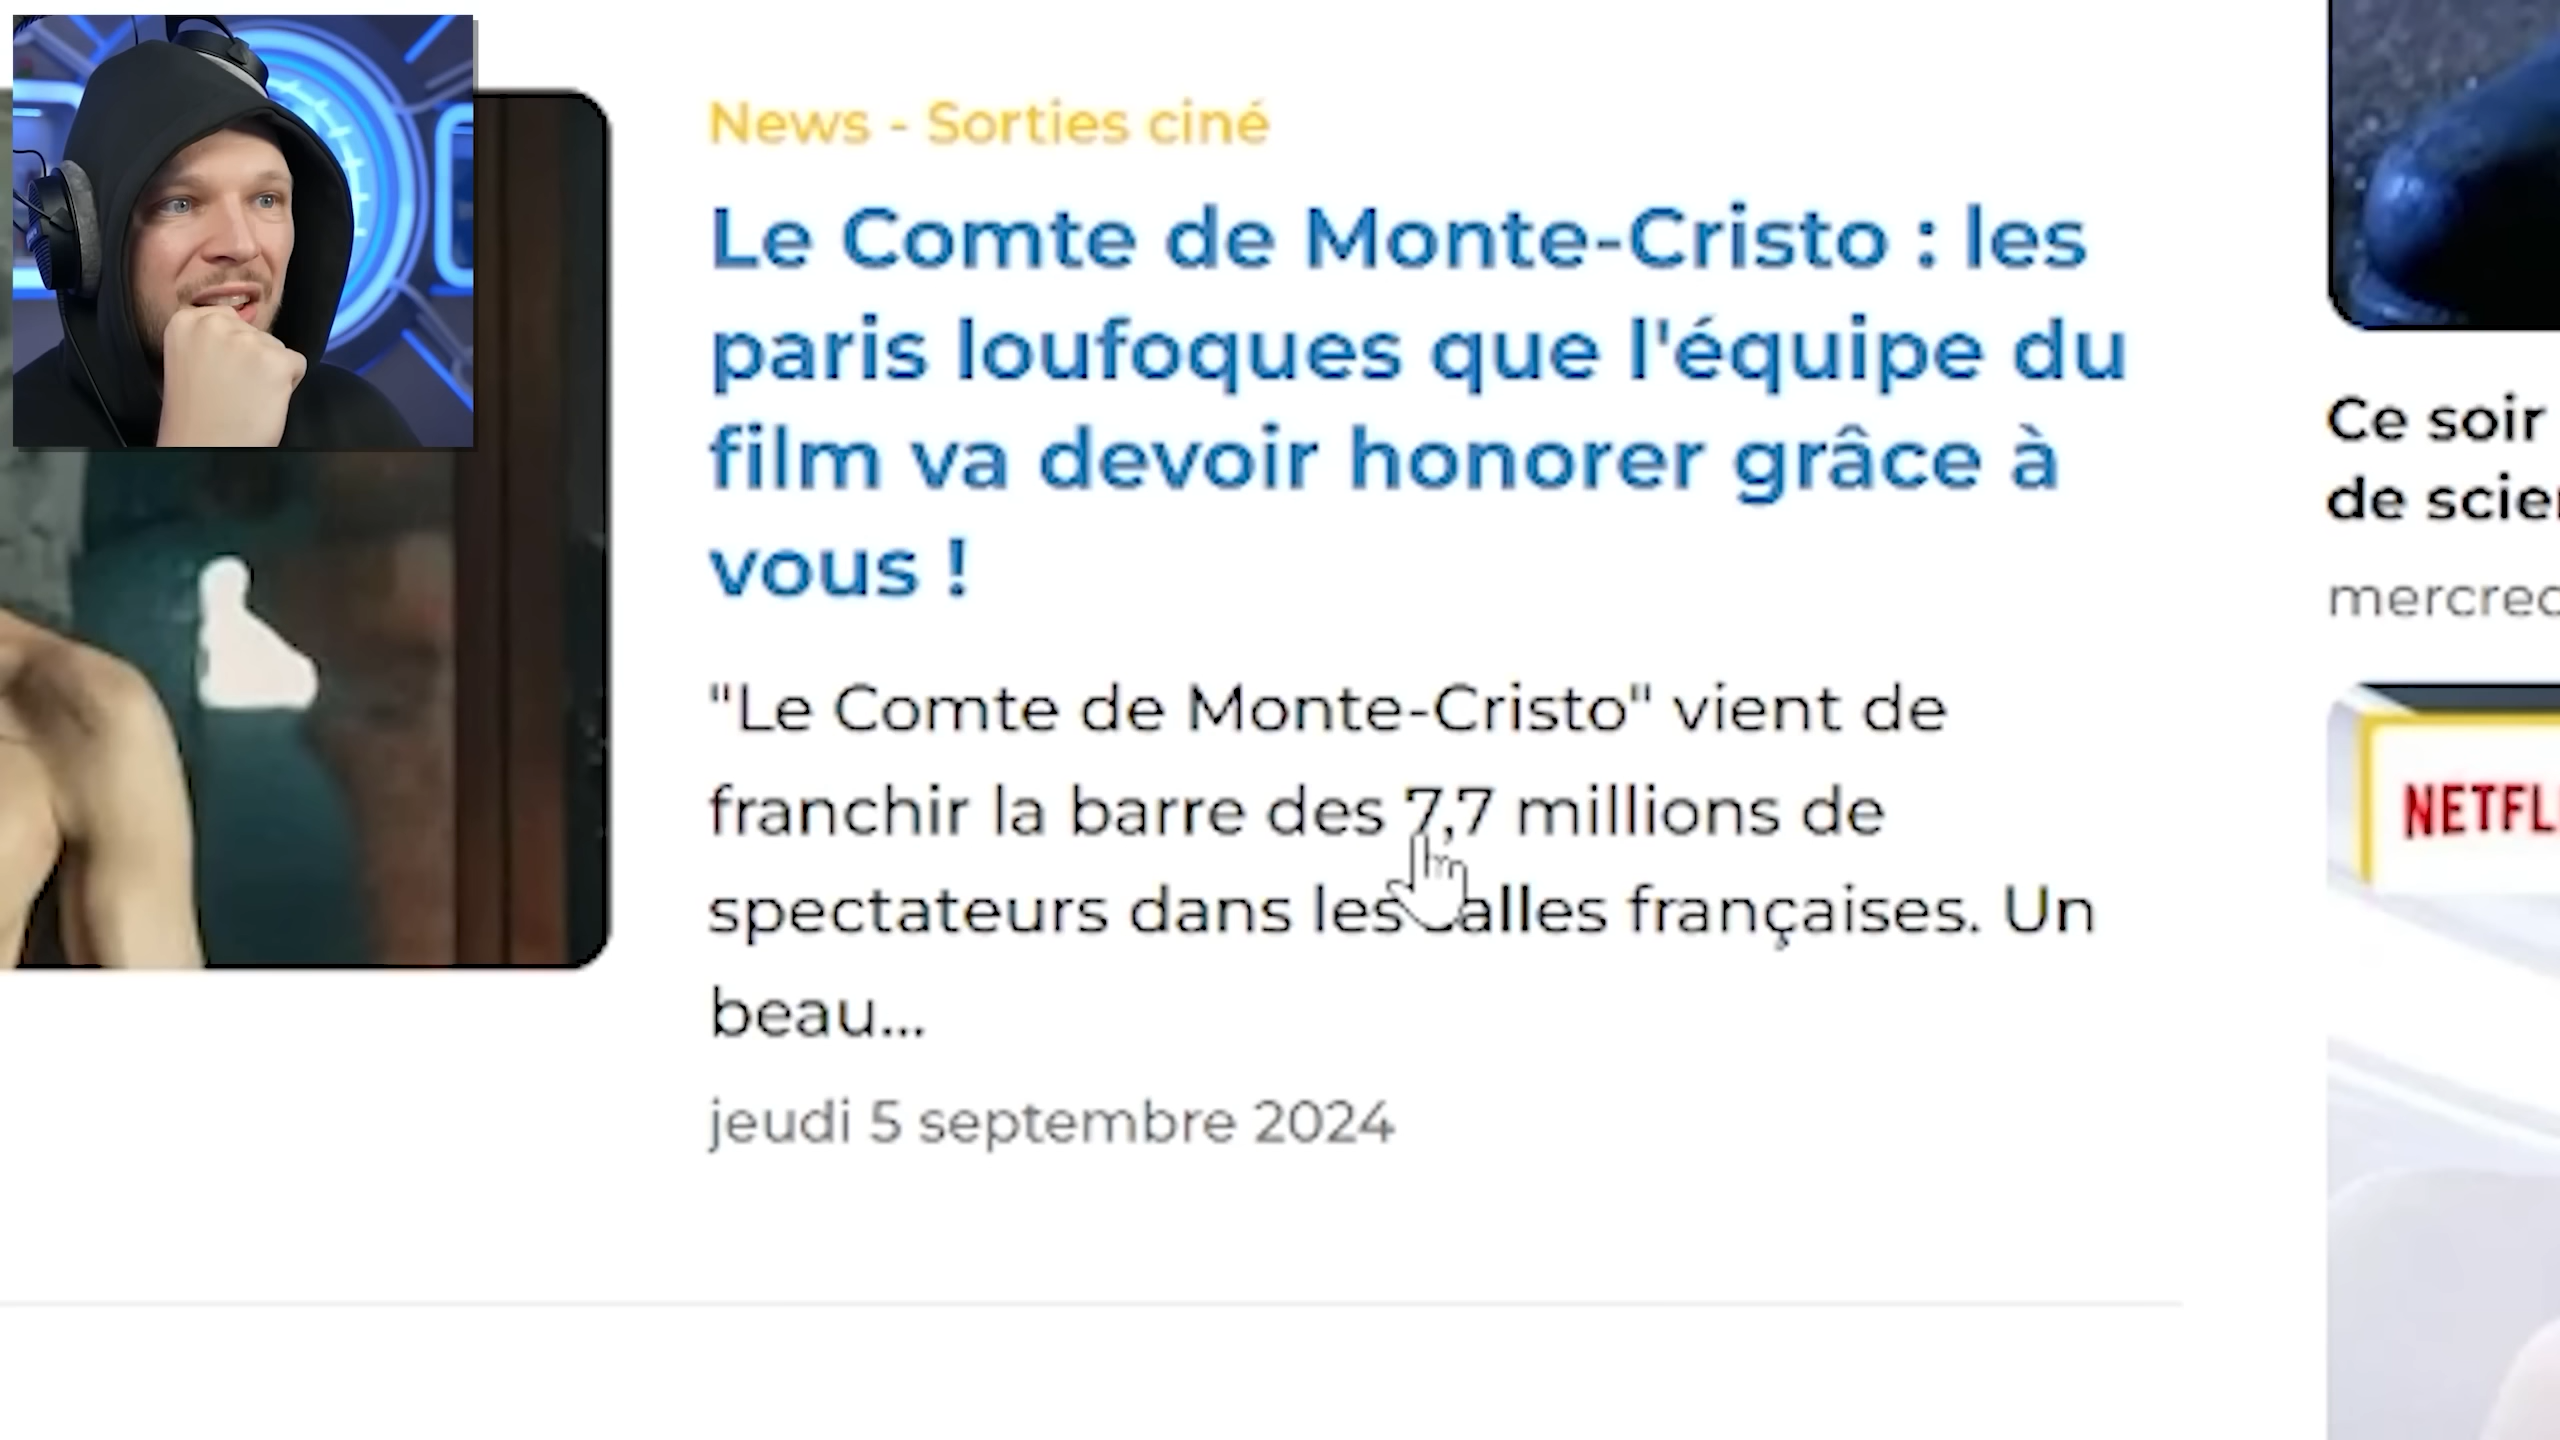 News - Sorties ciné
Le Comte de Monte-Cristo : les
paris loufoques que l'équipe du
film va devoir honorer grâce à
vous !
"Le Comte de Monte-Cristo" vient de
franchir la barre des 7,7 millions de
spectateurs dans les salles françaises. Un
beau...
jeudi 5 septembre 2024
Ce soir
de scie
mercred
NETFLI